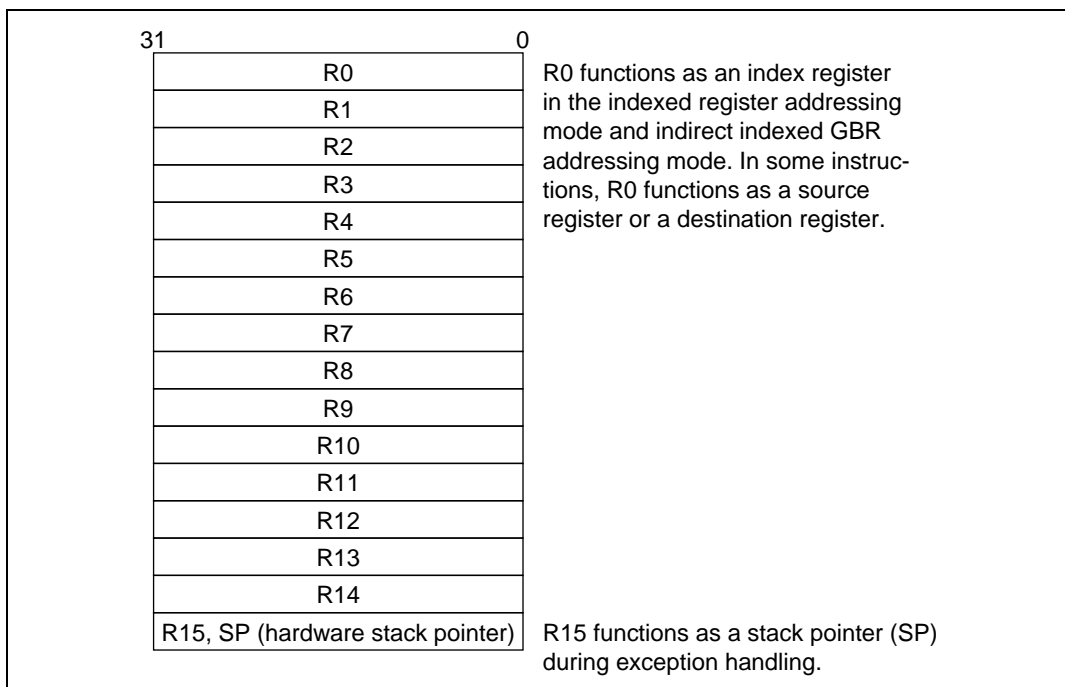 31 0
R0
R0 functions as an index register
in the indexed register addressing
mode and indirect indexed GBR
addressing mode. In some instruc-
tions, R0 functions as a source
register or a destination register.
R1
R2
R3
R4
R5
R6
R7
R8
R9
R10
R11
R12
R13
R14
R15, SP (hardware stack pointer)
R15 functions as a stack pointer (SP)
during exception handling.